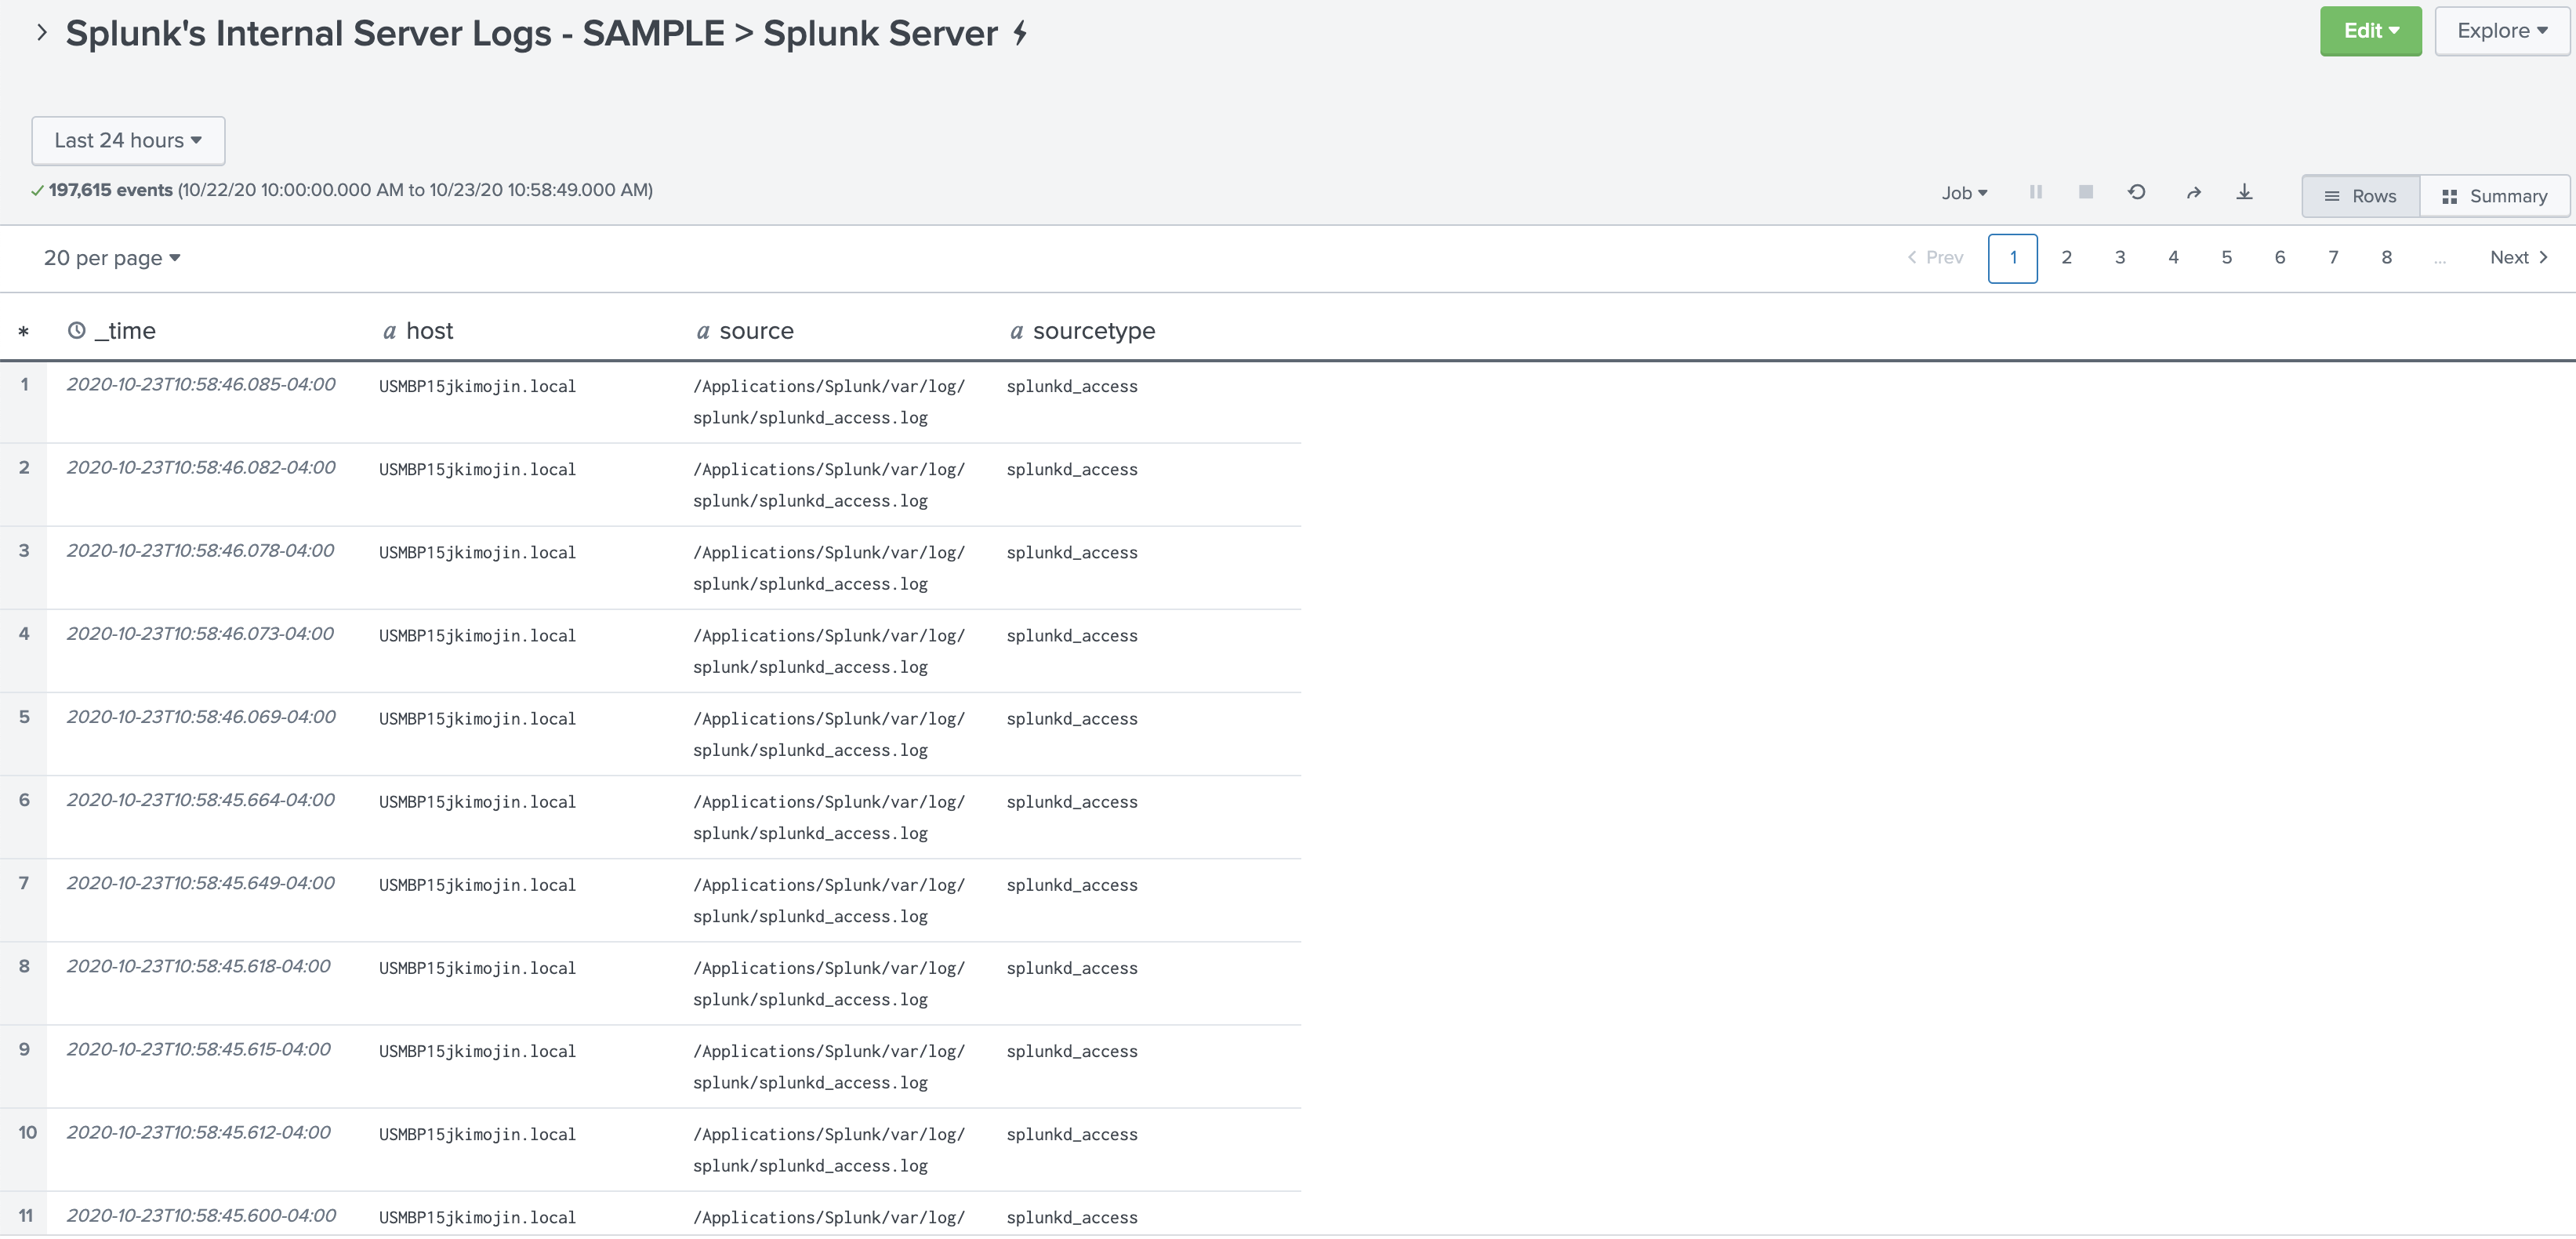 Splunk's Internal Server Logs - SAMPLE > Splunk Server
Edit
Explore
Last 24 hours
197,615 events (10/22/20 10:00:00.000 AM to 10/23/20 10:58:49.000 AM)
Job
Rows
Summary
20 per page
Prev 1 2 3 4 5 6 7 8 ... Next
* _time a host a source a sourcetype
1 2020-10-23T10:58:46.085-04:00 USMBP15jkimojin.local /Applications/Splunk/var/log/ splunkd_access
splunk/splunkd_access.log
2 2020-10-23T10:58:46.082-04:00 USMBP15jkimojin.local /Applications/Splunk/var/log/ splunkd_access
splunk/splunkd_access.log
3 2020-10-23T10:58:46.078-04:00 USMBP15jkimojin.local /Applications/Splunk/var/log/ splunkd_access
splunk/splunkd_access.log
4 2020-10-23T10:58:46.073-04:00 USMBP15jkimojin.local /Applications/Splunk/var/log/ splunkd_access
splunk/splunkd_access.log
5 2020-10-23T10:58:46.069-04:00 USMBP15jkimojin.local /Applications/Splunk/var/log/ splunkd_access
splunk/splunkd_access.log
6 2020-10-23T10:58:45.664-04:00 USMBP15jkimojin.local /Applications/Splunk/var/log/ splunkd_access
splunk/splunkd_access.log
7 2020-10-23T10:58:45.649-04:00 USMBP15jkimojin.local /Applications/Splunk/var/log/ splunkd_access
splunk/splunkd_access.log
8 2020-10-23T10:58:45.618-04:00 USMBP15jkimojin.local /Applications/Splunk/var/log/ splunkd_access
splunk/splunkd_access.log
9 2020-10-23T10:58:45.615-04:00 USMBP15jkimojin.local /Applications/Splunk/var/log/ splunkd_access
splunk/splunkd_access.log
10 2020-10-23T10:58:45.612-04:00 USMBP15jkimojin.local /Applications/Splunk/var/log/ splunkd_access
splunk/splunkd_access.log
11 2020-10-23T10:58:45.600-04:00 USMBP15jkimojin.local /Applications/Splunk/var/log/ splunkd_access